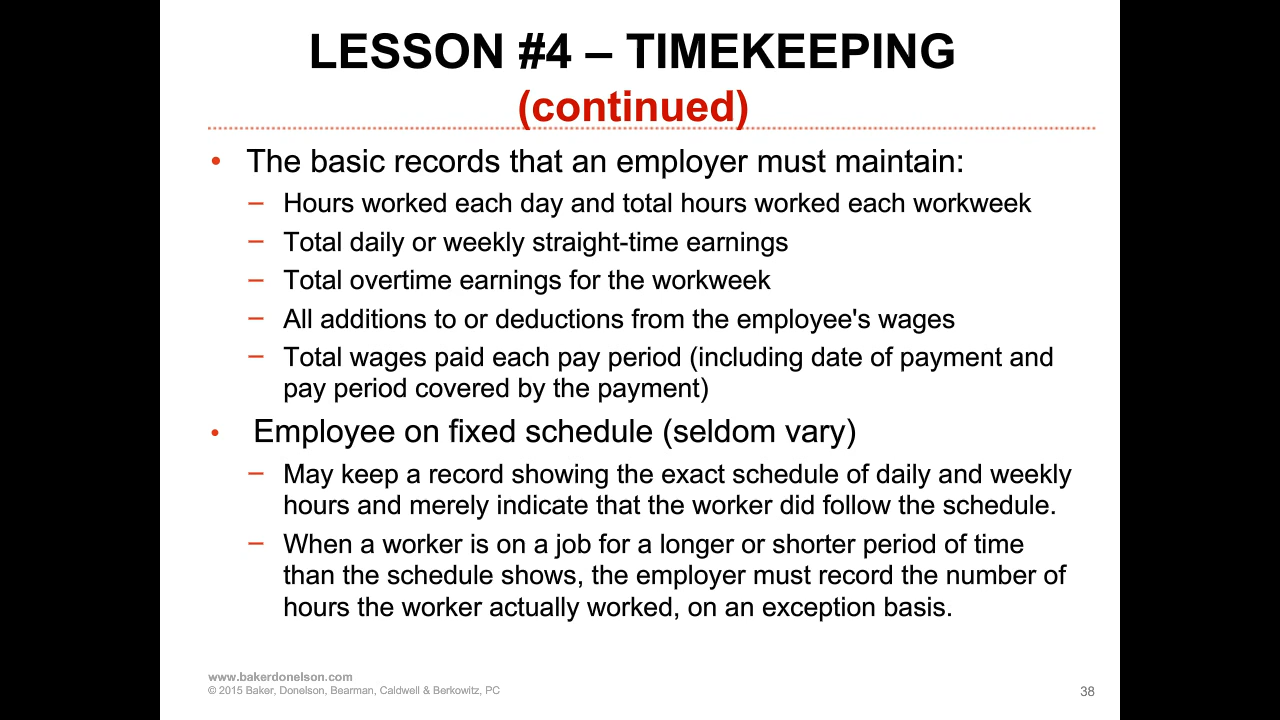 LESSON #4 – TIMEKEEPING
(continued)
• The basic records that an employer must maintain:
– Hours worked each day and total hours worked each workweek
– Total daily or weekly straight-time earnings
– Total overtime earnings for the workweek
– All additions to or deductions from the employee's wages
– Total wages paid each pay period (including date of payment and
pay period covered by the payment)
• Employee on fixed schedule (seldom vary)
– May keep a record showing the exact schedule of daily and weekly
hours and merely indicate that the worker did follow the schedule.
– When a worker is on a job for a longer or shorter period of time
than the schedule shows, the employer must record the number of
hours the worker actually worked, on an exception basis.
www.bakerdonelson.com
© 2015 Baker, Donelson, Bearman, Caldwell & Berkowitz, PC
38